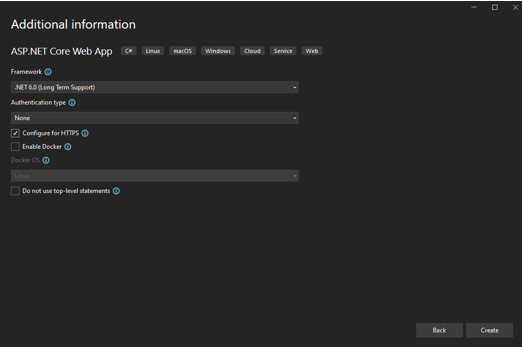 Additional information
ASP.NET Core Web App C# Linux macOS Windows Cloud Service Web
Framework
.NET 6.0 (Long Term Support)
Authentication type
None
Configure for HTTPS
Enable Docker
Docker OS
Linux
Do not use top-level statements
Back Create